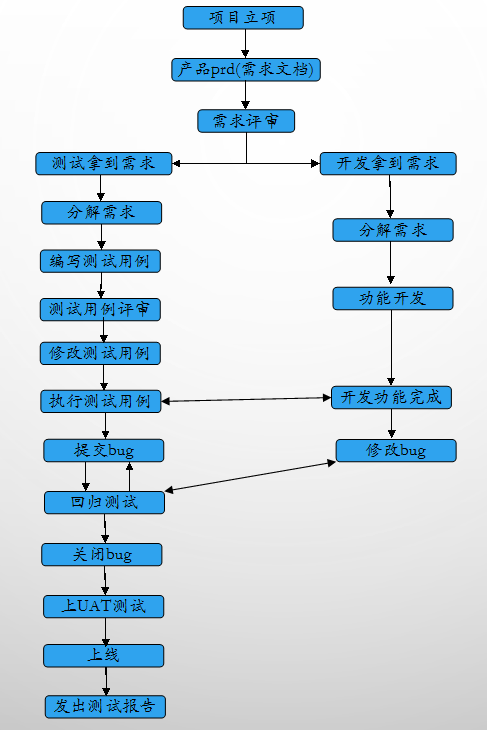 项目立项
产品prd(需求文档)
需求评审
测试拿到需求
开发拿到需求
分解需求
分解需求
编写测试用例
功能开发
测试用例评审
修改测试用例
执行测试用例
开发功能完成
提交bug
修改bug
回归测试
关闭bug
上UAT测试
上线
发出测试报告